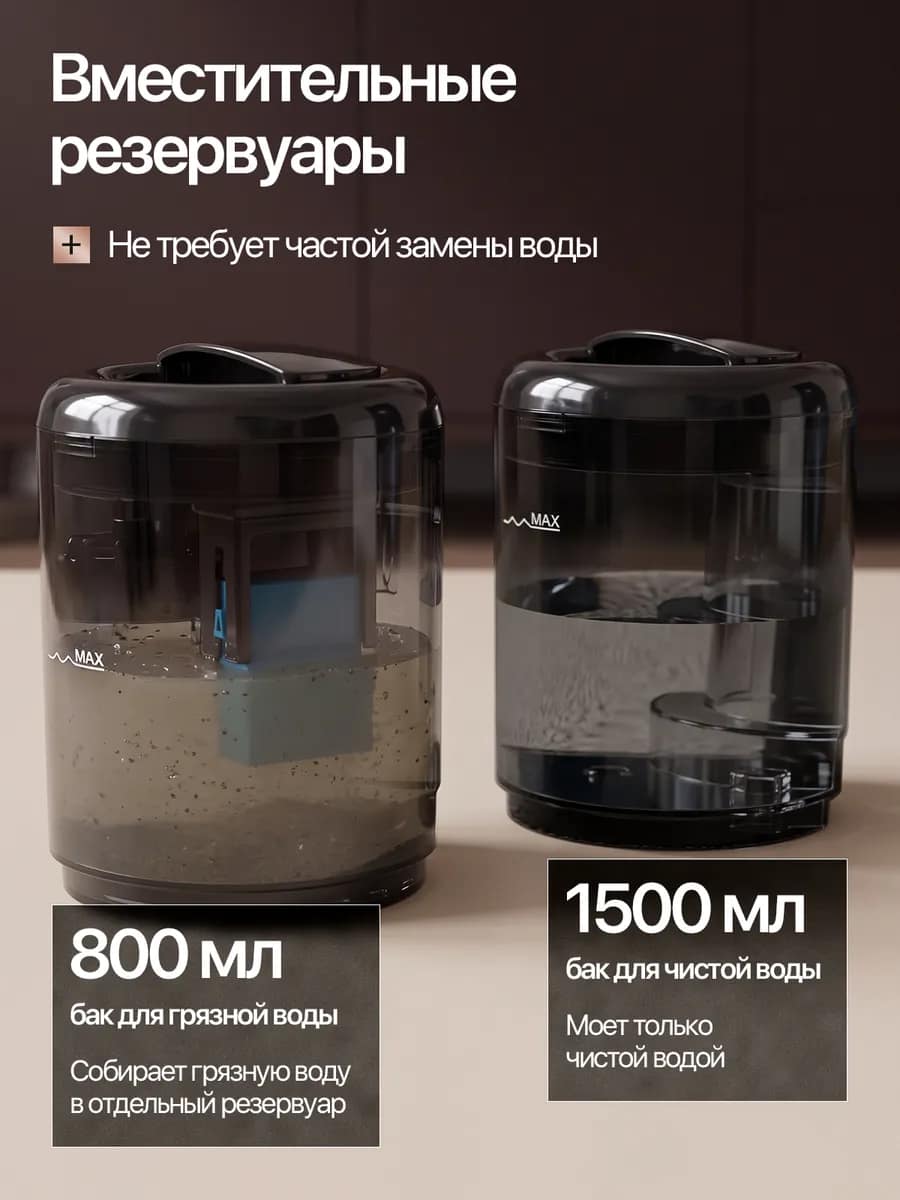 Вместительные
резервуары
+ Не требует частой замены воды
MAX
MAX
800 мл
бак для грязной воды
Собирает грязную воду
в отдельный резервуар
1500 мл
бак для чистой воды
Моет только
чистой водой